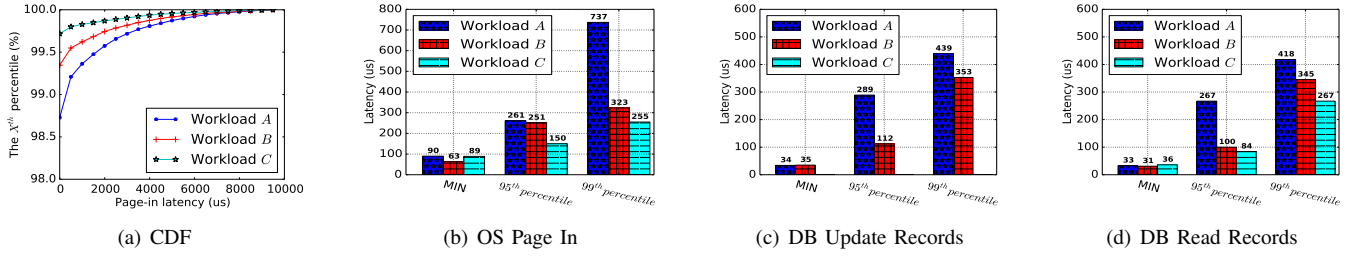 100.0
99.5
99.0
98.5
98.0
The X^th percentile (%)
Workload A
Workload B
Workload C
0 2000 4000 6000 8000 10000
Page-in latency (us)
(a) CDF
800
700
600
500
400
300
200
100
0
Latency (us)
Workload A
Workload B
Workload C
90 63 89
261 251 150
737 323 255
MIN 95^th percentile 99^th percentile
(b) OS Page In
600
500
400
300
200
100
0
Latency (us)
Workload A
Workload B
Workload C
34 35
289 112
439 353
MIN 95^th percentile 99^th percentile
(c) DB Update Records
600
500
400
300
200
100
0
Latency (us)
Workload A
Workload B
Workload C
33 31 36
267 100 84
418 345 267
MIN 95^th percentile 99^th percentile
(d) DB Read Records